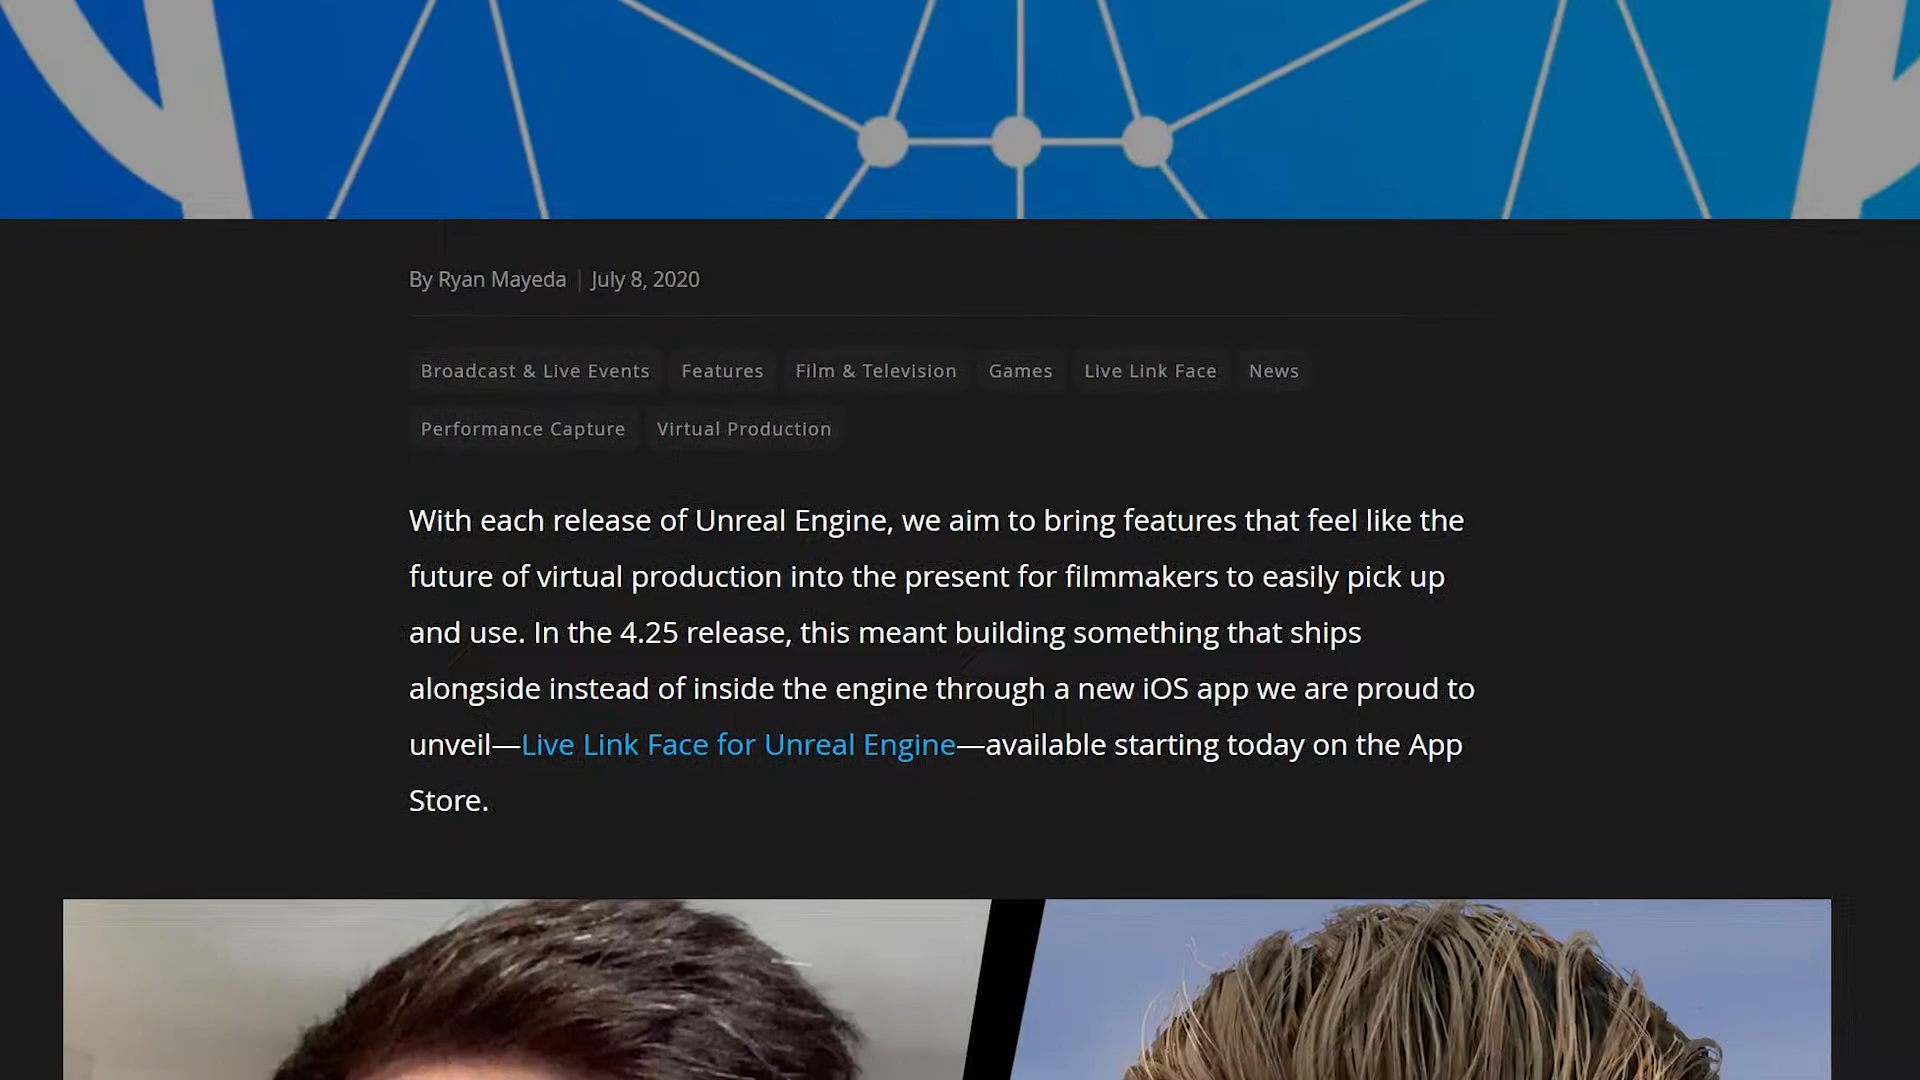 By Ryan Mayeda | July 8, 2020
Broadcast & Live Events Features Film & Television Games Live Link Face News
Performance Capture Virtual Production
With each release of Unreal Engine, we aim to bring features that feel like the
future of virtual production into the present for filmmakers to easily pick up
and use. In the 4.25 release, this meant building something that ships
alongside instead of inside the engine through a new iOS app we are proud to
unveil—Live Link Face for Unreal Engine—available starting today on the App
Store.